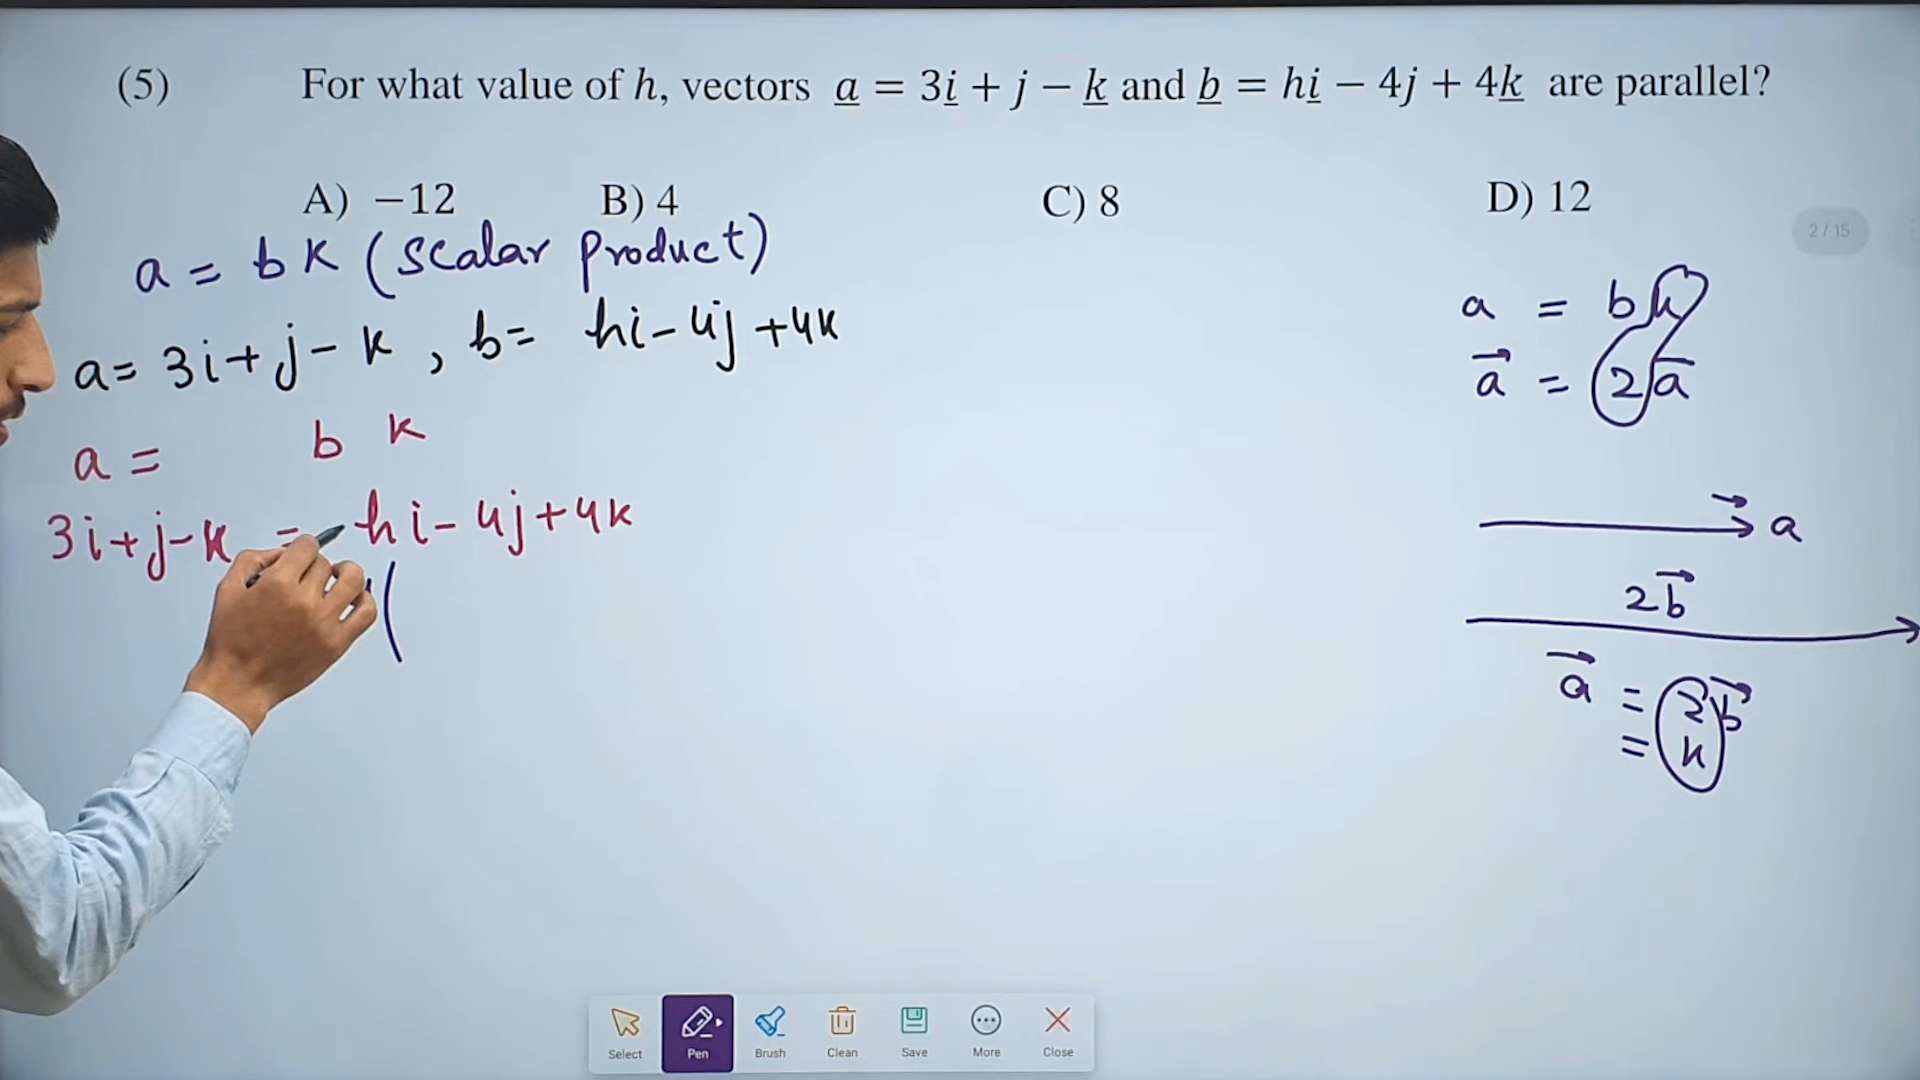 (5) For what value of h, vectors a = 3i + j − k and b = hi − 4j + 4k are parallel?
A) −12 B) 4 C) 8 D) 12
2 / 15
a = b k (scalar product)
a = 3i + j − k , b = hi − 4j + 4k
a = b k
3i + j − k = hi − 4j + 4k
(
a = bk
a = 2a
a
2b
a = 2b
= k
Select Pen Brush Clean Save More Close